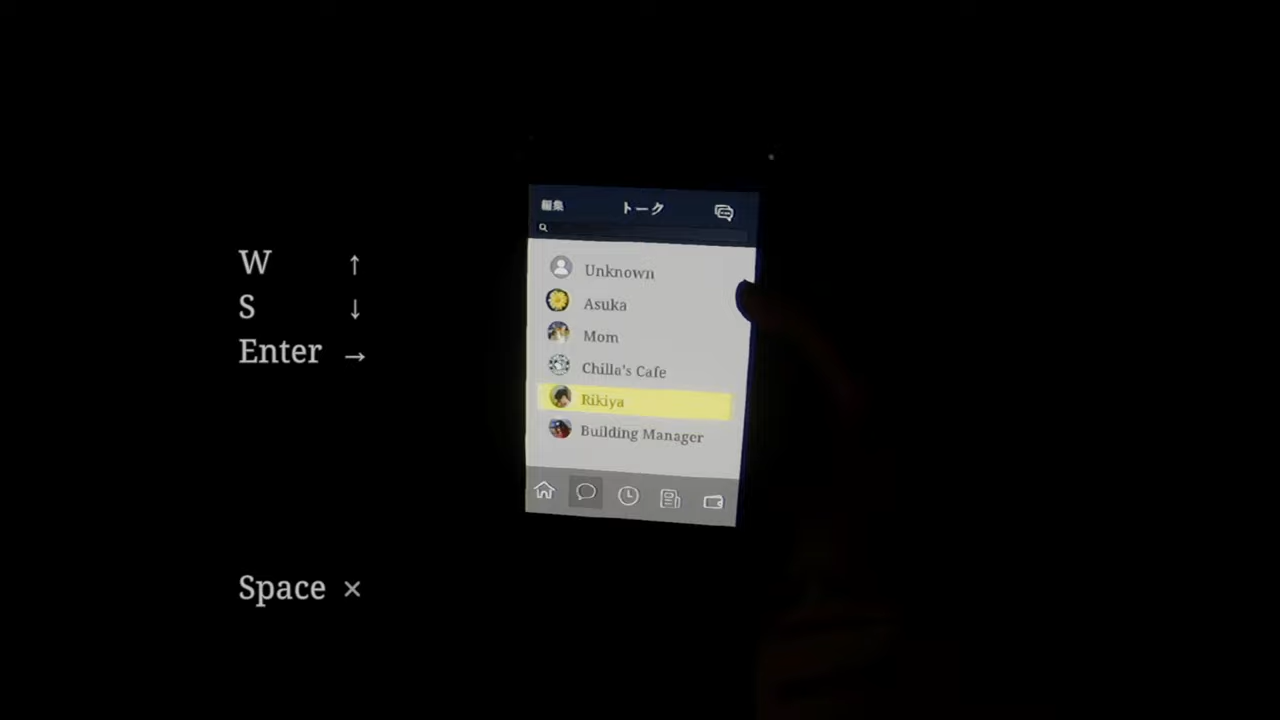 編集 トーク
Unknown
Asuka
Mom
Chilla's Cafe
Rikiya
Building Manager
W ↑
S ↓
Enter →
Space ×